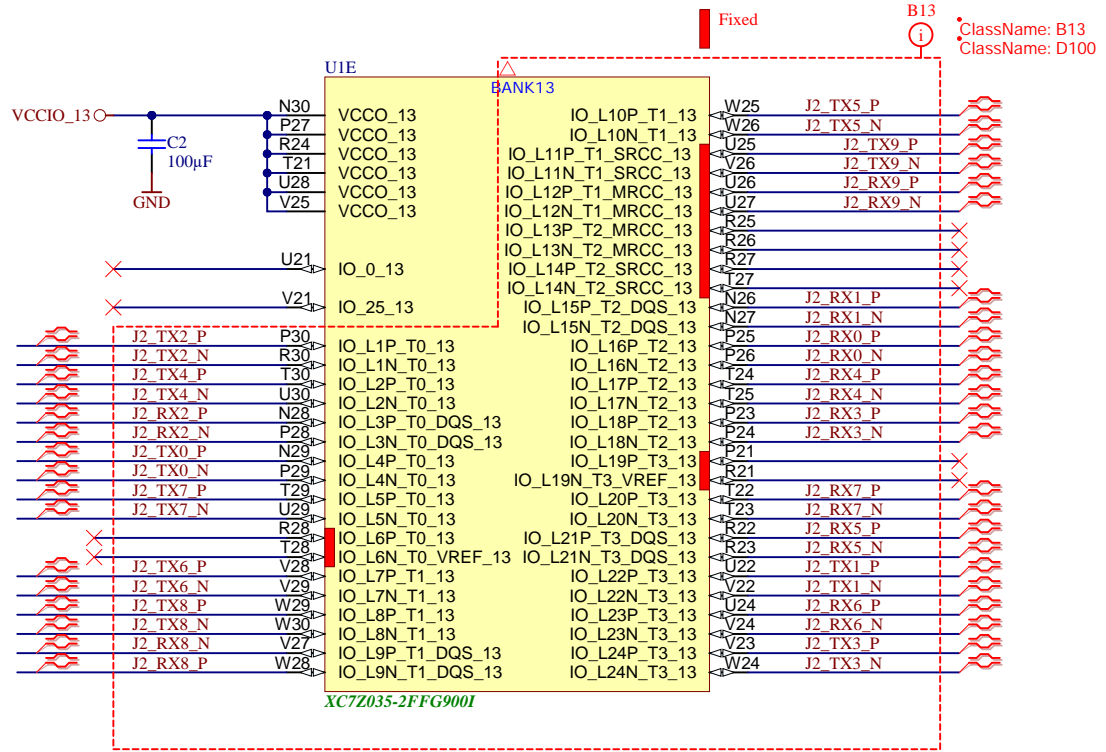 Fixed
B13
i
ClassName: B13
ClassName: D100
U1E
BANK13
VCCIO_13
C2
100µF
GND
N30 VCCO_13
P27 VCCO_13
R24 VCCO_13
T21 VCCO_13
U28 VCCO_13
V25 VCCO_13
U21 IO_0_13
V21 IO_25_13
J2_TX2_P P30 IO_L1P_T0_13
J2_TX2_N R30 IO_L1N_T0_13
J2_TX4_P T30 IO_L2P_T0_13
J2_TX4_N U30 IO_L2N_T0_13
J2_RX2_P N28 IO_L3P_T0_DQS_13
J2_RX2_N P28 IO_L3N_T0_DQS_13
J2_TX0_P N29 IO_L4P_T0_13
J2_TX0_N P29 IO_L4N_T0_13
J2_TX7_P T29 IO_L5P_T0_13
J2_TX7_N U29 IO_L5N_T0_13
R28 IO_L6P_T0_13
T28 IO_L6N_T0_VREF_13
J2_TX6_P V28 IO_L7P_T1_13
J2_TX6_N V29 IO_L7N_T1_13
J2_TX8_P W29 IO_L8P_T1_13
J2_TX8_N W30 IO_L8N_T1_13
J2_RX8_N V27 IO_L9P_T1_DQS_13
J2_RX8_P W28 IO_L9N_T1_DQS_13
IO_L10P_T1_13 W25 J2_TX5_P
IO_L10N_T1_13 W26 J2_TX5_N
IO_L11P_T1_SRCC_13 U25 J2_TX9_P
IO_L11N_T1_SRCC_13 V26 J2_TX9_N
IO_L12P_T1_MRCC_13 U26 J2_RX9_P
IO_L12N_T1_MRCC_13 U27 J2_RX9_N
IO_L13P_T2_MRCC_13 R25
IO_L13N_T2_MRCC_13 R26
IO_L14P_T2_SRCC_13 R27
IO_L14N_T2_SRCC_13 T27
IO_L15P_T2_DQS_13 N26 J2_RX1_P
IO_L15N_T2_DQS_13 N27 J2_RX1_N
IO_L16P_T2_13 P25 J2_RX0_P
IO_L16N_T2_13 P26 J2_RX0_N
IO_L17P_T2_13 T24 J2_RX4_P
IO_L17N_T2_13 T25 J2_RX4_N
IO_L18P_T2_13 P23 J2_RX3_P
IO_L18N_T2_13 P24 J2_RX3_N
IO_L19P_T3_13 P21
IO_L19N_T3_VREF_13 R21
IO_L20P_T3_13 T22 J2_RX7_P
IO_L20N_T3_13 T23 J2_RX7_N
IO_L21P_T3_DQS_13 R22 J2_RX5_P
IO_L21N_T3_DQS_13 R23 J2_RX5_N
IO_L22P_T3_13 U22 J2_TX1_P
IO_L22N_T3_13 V22 J2_TX1_N
IO_L23P_T3_13 U24 J2_RX6_P
IO_L23N_T3_13 V24 J2_RX6_N
IO_L24P_T3_13 V23 J2_TX3_P
IO_L24N_T3_13 W24 J2_TX3_N
XC7Z035-2FFG900I